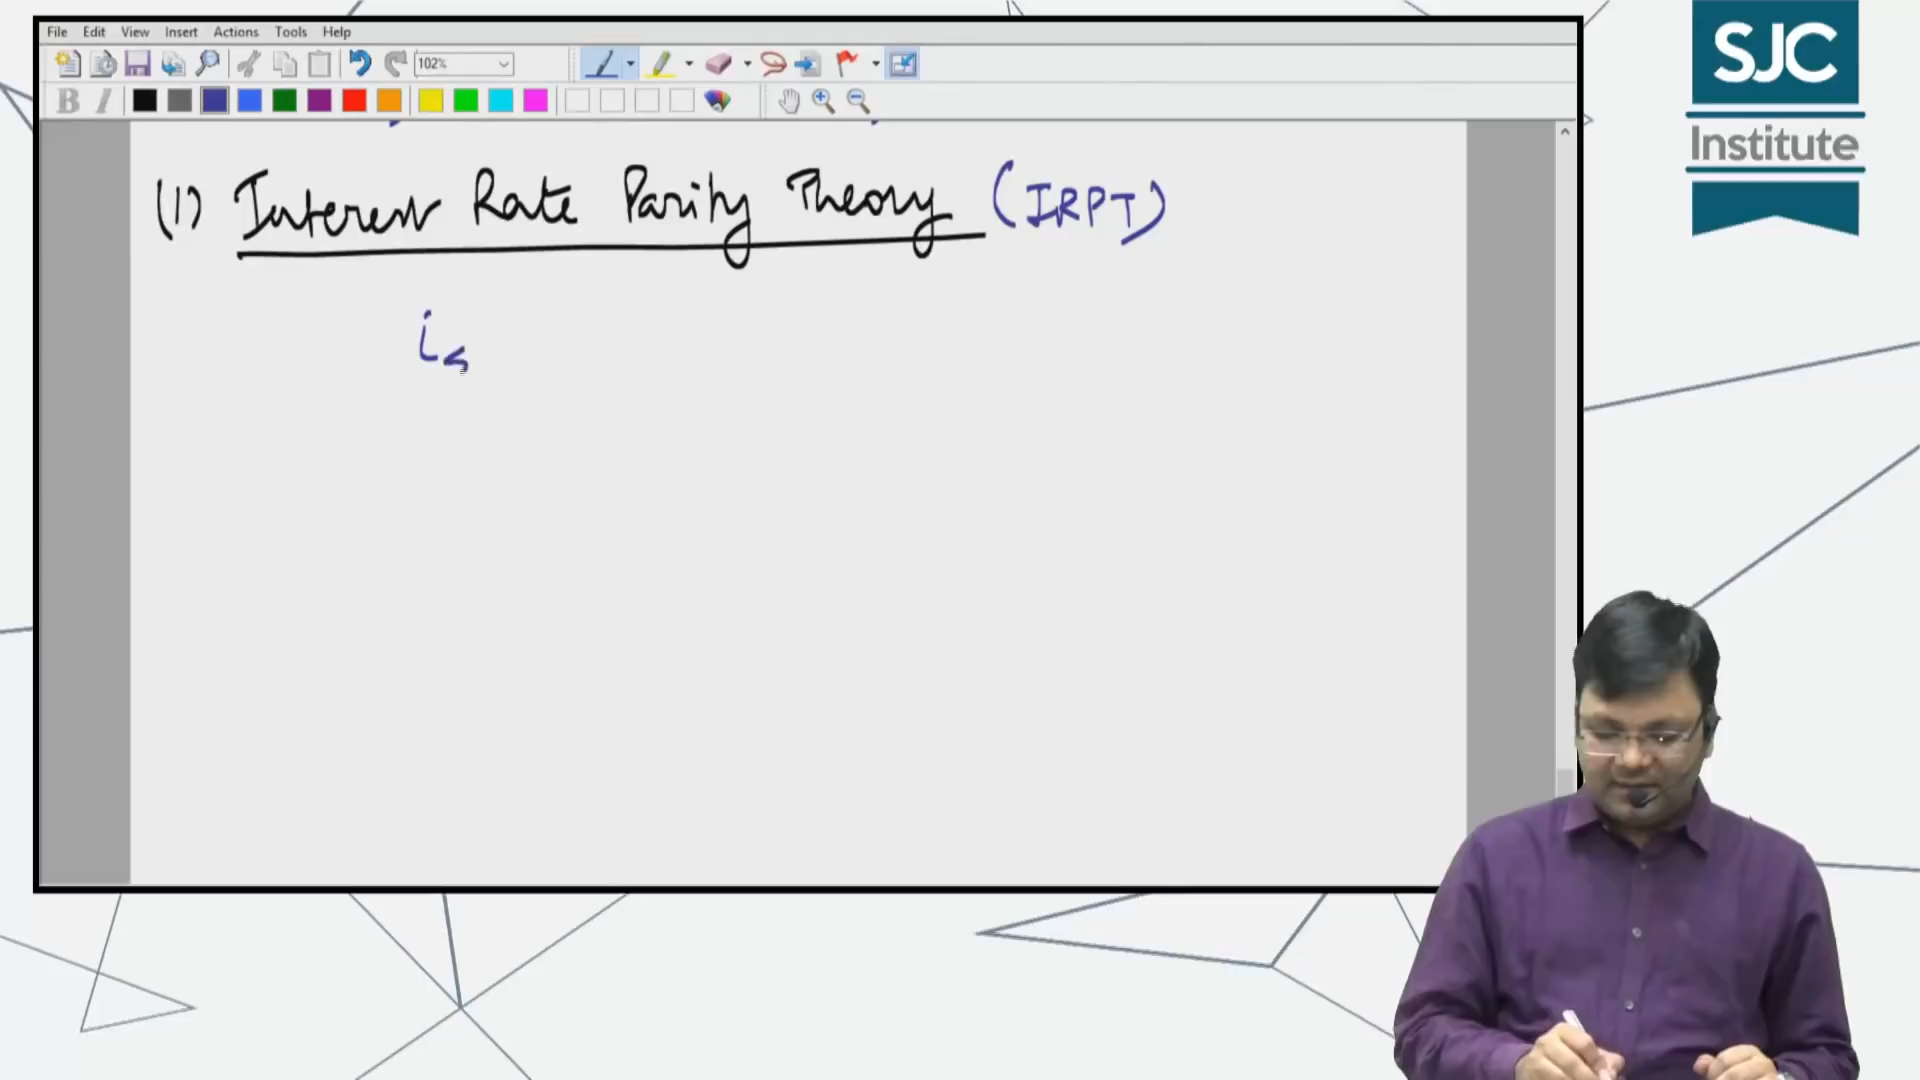 File Edit View Insert Actions Tools Help
102%
B I
(1) Interest Rate Parity Theory (IRPT)
i
SJC
Institute